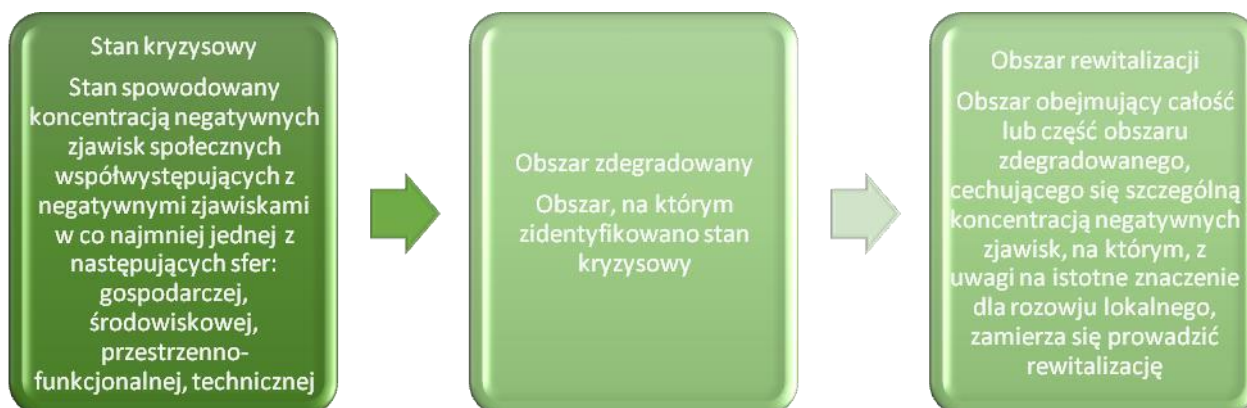 Stan kryzysowy
Stan spowodowany
koncentracją negatywnych
zjawisk społecznych
współwystępujących z
negatywnymi zjawiskami
w co najmniej jednej z
następujących sfer:
gospodarczej,
środowiskowej,
przestrzenno-
funkcjonalnej, technicznej
Obszar zdegradowany
Obszar, na którym
zidentyfikowano stan
kryzysowy
Obszar rewitalizacji
Obszar obejmujący całość
lub część obszaru
zdegradowanego,
cechującego się szczególną
koncentracją negatywnych
zjawisk, na którym, z
uwagi na istotne znaczenie
dla rozowju lokalnego,
zamierza się prowadzić
rewitalizację